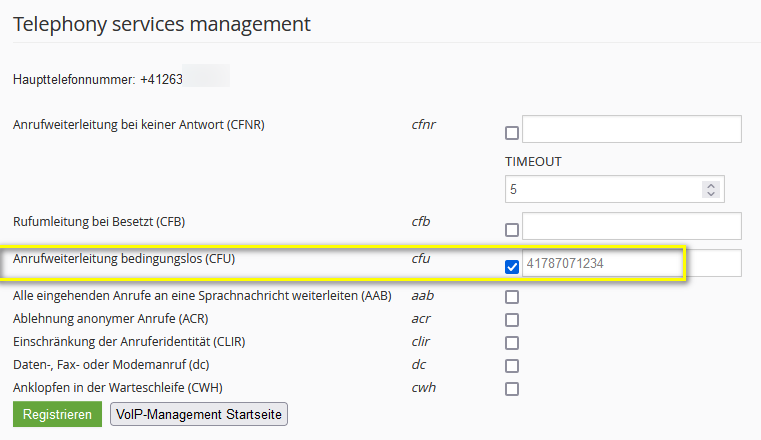 Telephony services management
Haupttelefonnummer: +41263
Anrufweiterleitung bei keiner Antwort (CFNR) cfnr
TIMEOUT
5
Rufumleitung bei Besetzt (CFB) cfb
Anrufweiterleitung bedingungslos (CFU) cfu 41787071234
Alle eingehenden Anrufe an eine Sprachnachricht weiterleiten (AAB) aab
Ablehnung anonymer Anrufe (ACR) acr
Einschränkung der Anruferidentität (CLIR) clir
Daten-, Fax- oder Modemanruf (dc) dc
Anklopfen in der Warteschleife (CWH) cwh
Registrieren VoIP-Management Startseite